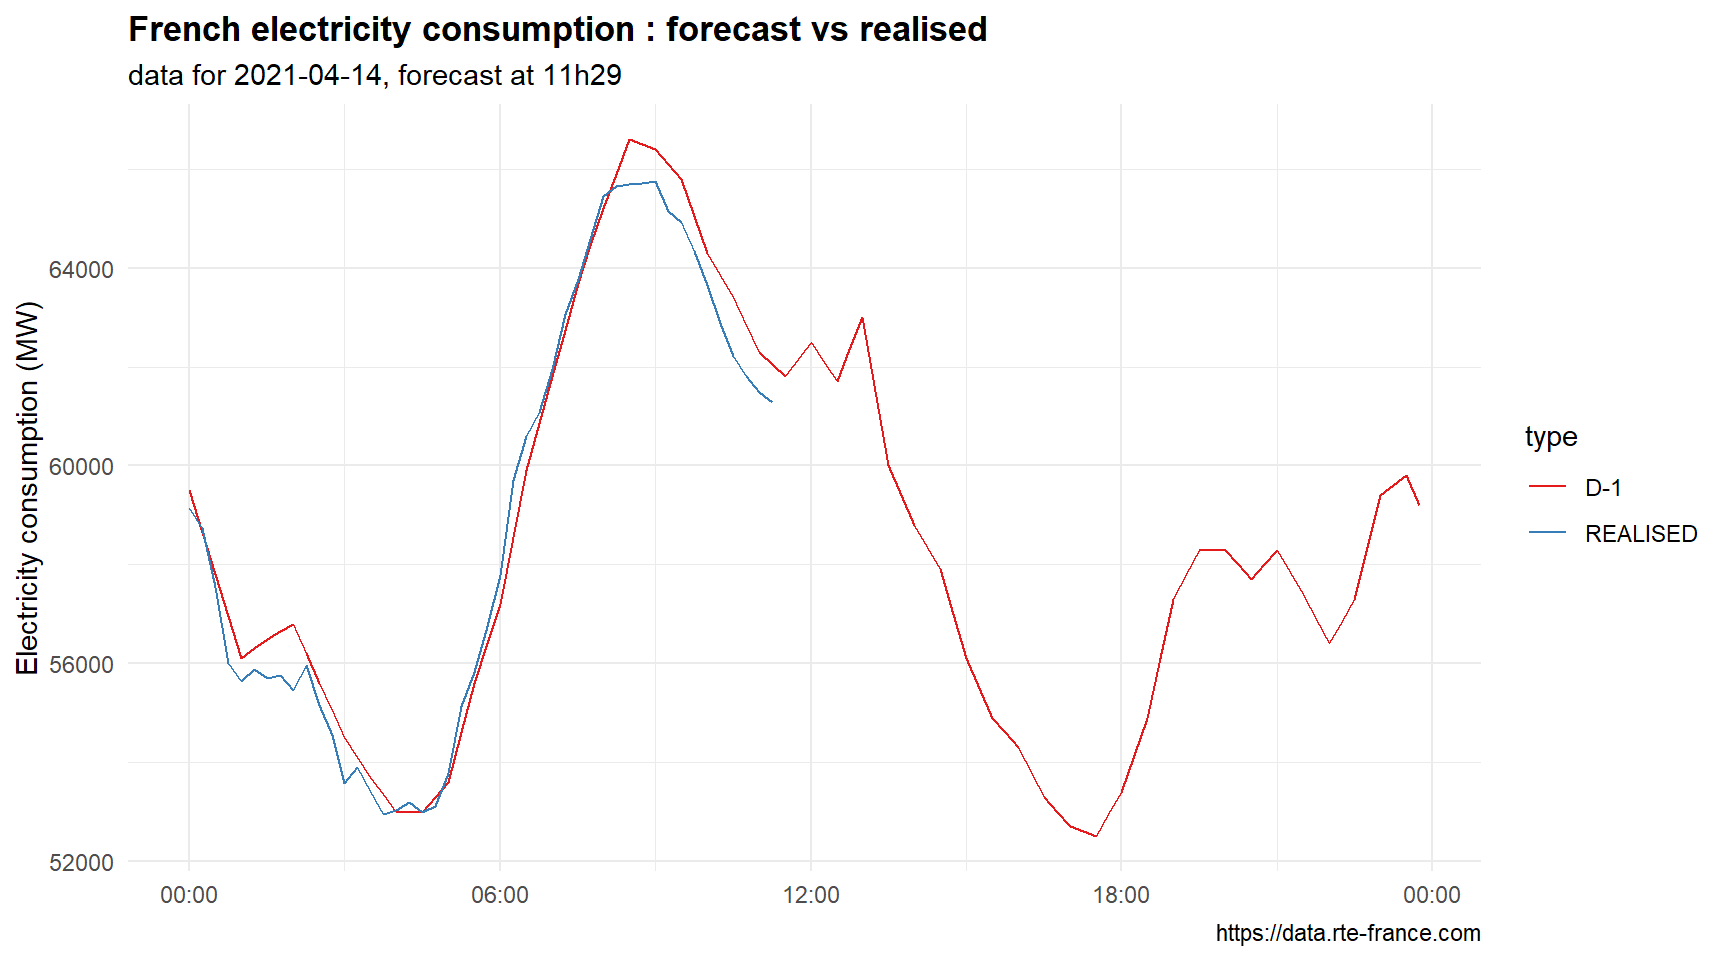 French electricity consumption : forecast vs realised
data for 2021-04-14, forecast at 11h29
Electricity consumption (MW)
64000
60000
56000
52000
00:00
06:00
12:00
18:00
00:00
type
D-1
REALISED
https://data.rte-france.com